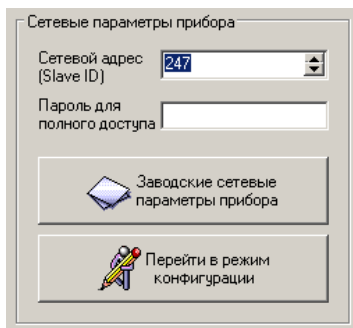 Сетевые параметры прибора
Сетевой адрес
(Slave ID)
247
Пароль для
полного доступа
Заводские сетевые
параметры прибора
Перейти в режим
конфигурации